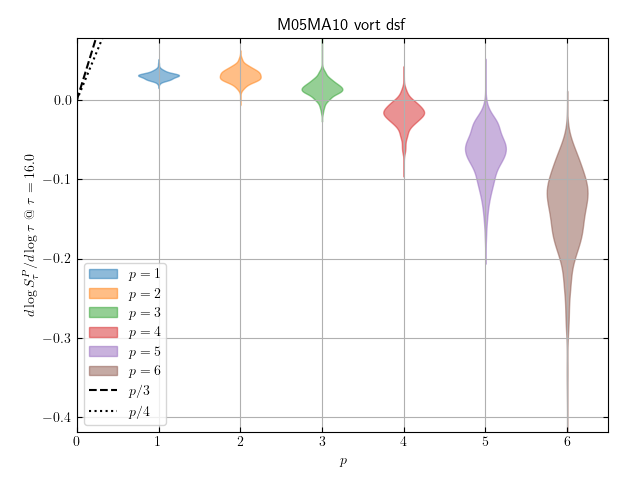 M05MA10 vort dsf
d log S_τ^P / d log τ @ τ = 16.0
0.0
−0.1
−0.2
−0.3
−0.4
p = 1
p = 2
p = 3
p = 4
p = 5
p = 6
p/3
p/4
0 1 2 3 4 5 6
p